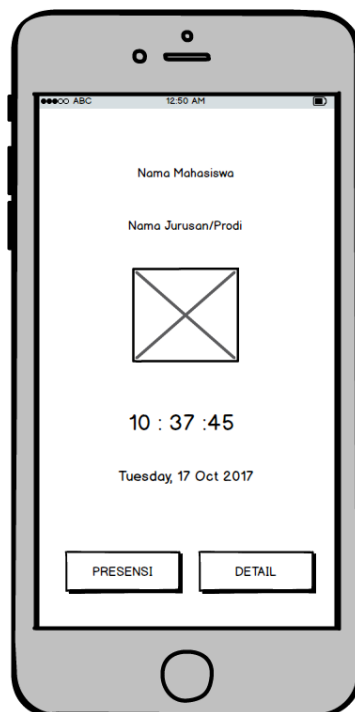 ABC 12:50 AM
Nama Mahasiswa
Nama Jurusan/Prodi
10 : 37 :45
Tuesday, 17 Oct 2017
PRESENSI DETAIL